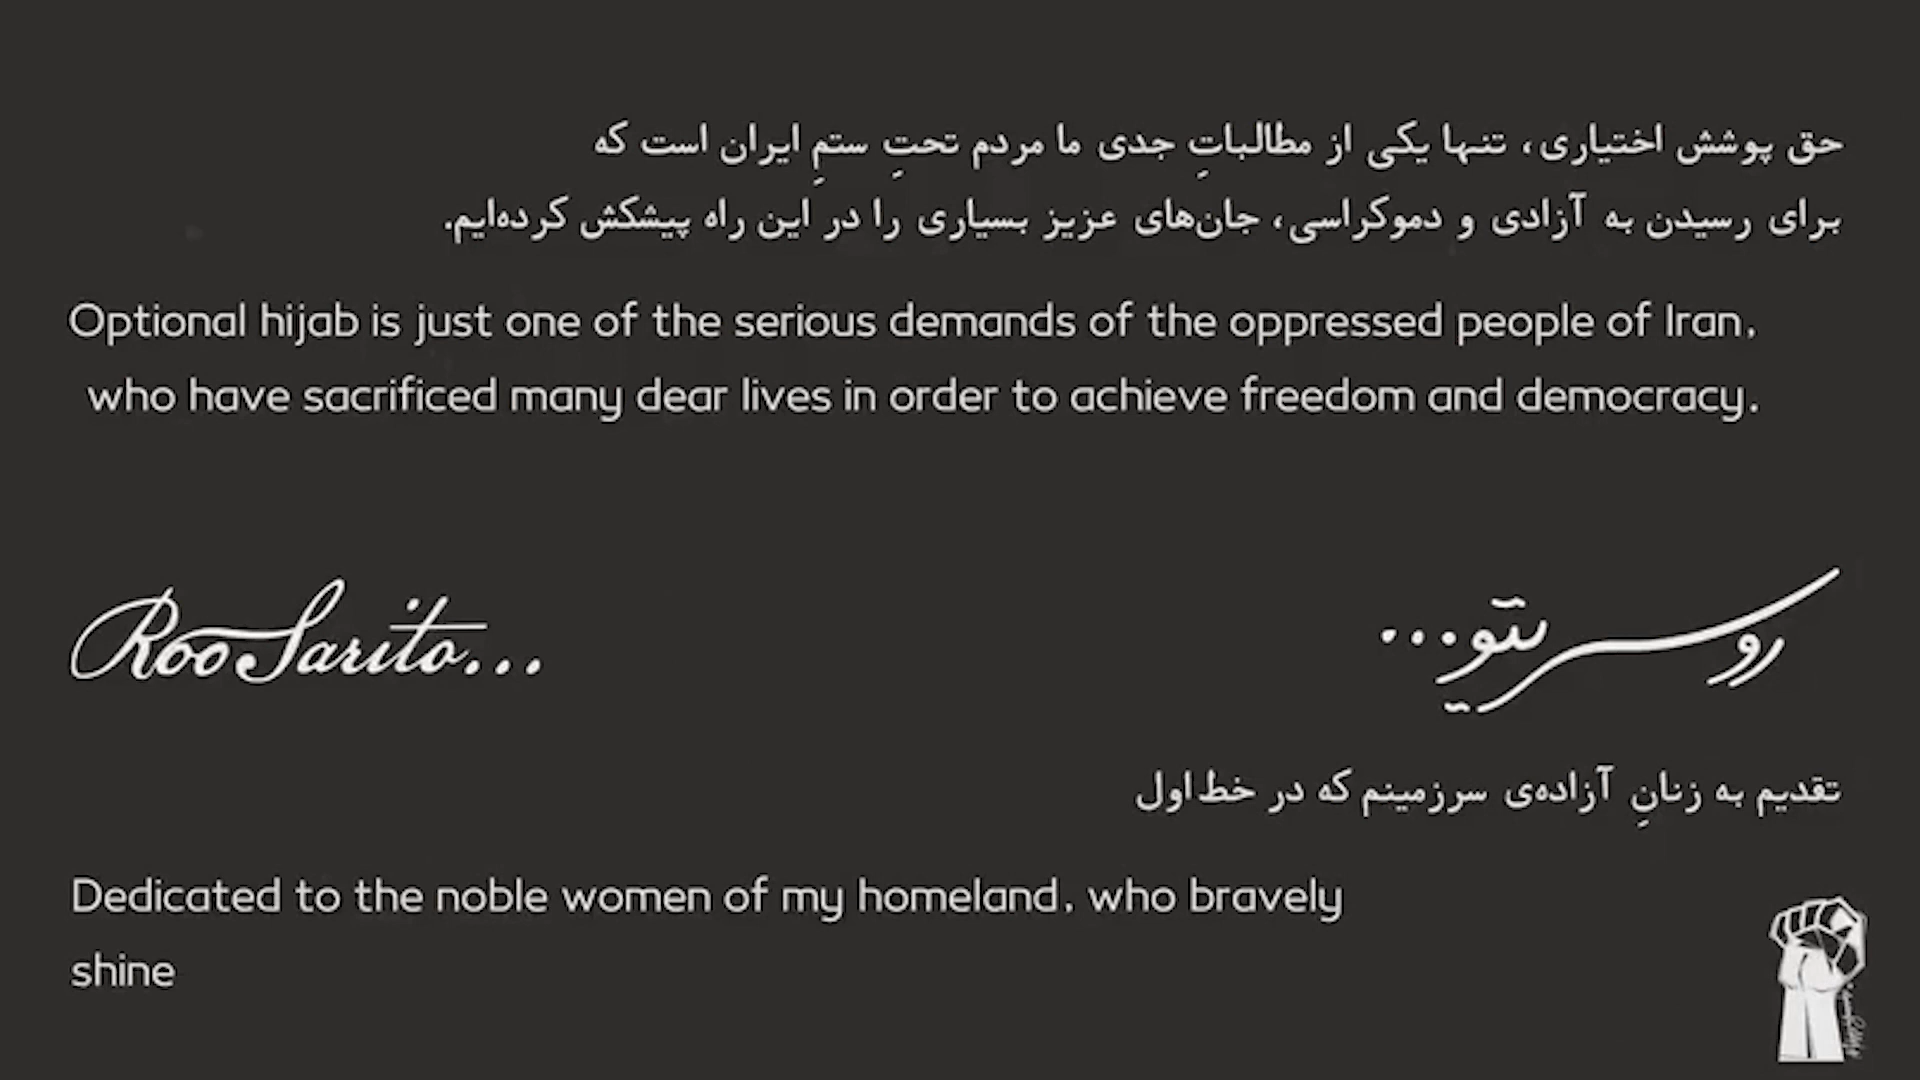 حق پوشش اختیاری، تنها یکی از مطالباتِ جدی ما مردم تحتِ ستمِ ایران است که
برای رسیدن به آزادی و دموکراسی، جان‌های عزیز بسیاری را در این راه پیشکش کرده‌ایم.
Optional hijab is just one of the serious demands of the oppressed people of Iran,
who have sacrificed many dear lives in order to achieve freedom and democracy.
Roo Sarito...
رو سریتو...
تقدیم به زنانِ آزاده‌ی سرزمینم که در خط اول
Dedicated to the noble women of my homeland, who bravely
shine